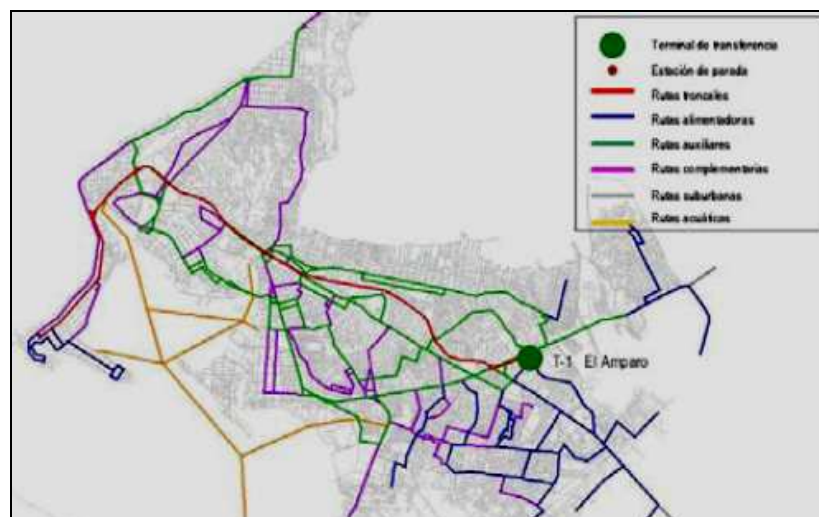 Terminal de transferencia
Estación de parada
Rutas troncales
Rutas alimentadoras
Rutas auxiliares
Rutas complementarias
Rutas suburbanas
Rutas acuáticas
T-1 El Amparo